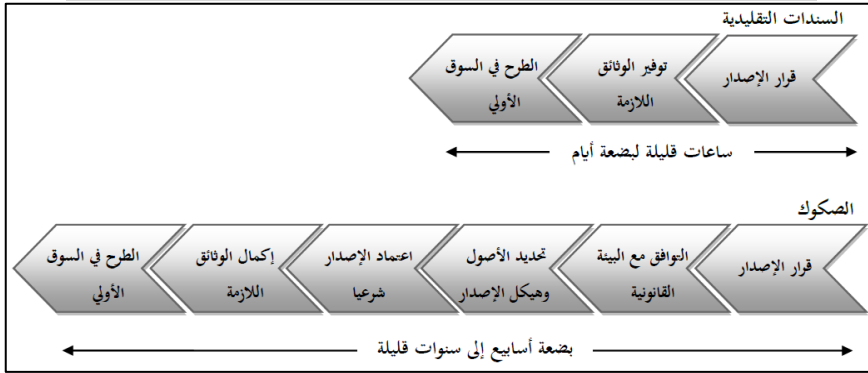 السندات التقليدية
قرار الإصدار
توفير الوثائق
اللازمة
الطرح في السوق
الأولي
ساعات قليلة لبضعة أيام
الصكوك
قرار الإصدار
التوافق مع البيئة
القانونية
تحديد الأصول
وهيكل الإصدار
اعتماد الإصدار
شرعيا
إكمال الوثائق
اللازمة
الطرح في السوق
الأولي
بضعة أسابيع إلى سنوات قليلة